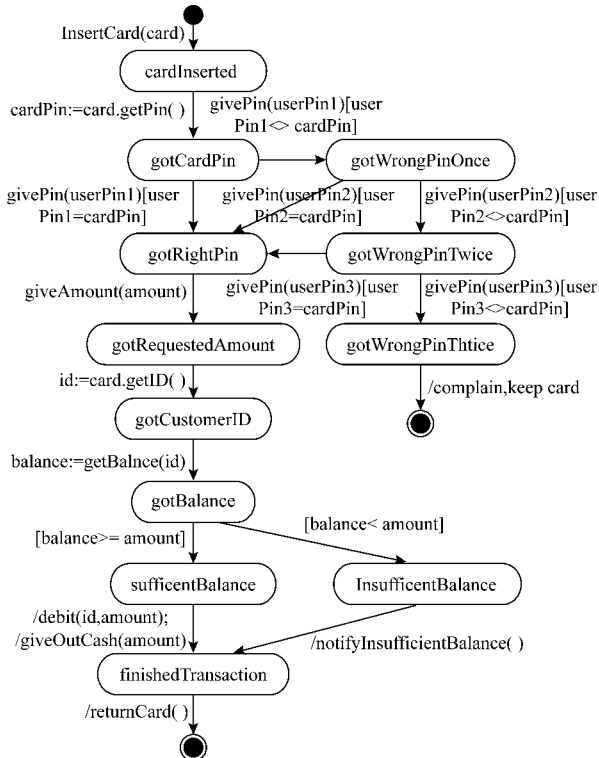 InsertCard(card)
cardInserted
cardPin:=card.getPin( )
givePin(userPin1)[user
Pin1<> cardPin]
gotCardPin
gotWrongPinOnce
givePin(userPin1)[user
Pin1=cardPin]
givePin(userPin2)[user
Pin2=cardPin]
givePin(userPin2)[user
Pin2<>cardPin]
gotRightPin
gotWrongPinTwice
giveAmount(amount)
givePin(userPin3)[user
Pin3=cardPin]
givePin(userPin3)[user
Pin3<>cardPin]
gotRequestedAmount
gotWrongPinThtice
id:=card.getID( )
/complain,keep card
gotCustomerID
balance:=getBalnce(id)
gotBalance
[balance>= amount]
[balance< amount]
sufficentBalance
InsufficentBalance
/debit(id,amount);
/giveOutCash(amount)
/notifyInsufficientBalance( )
finishedTransaction
/returnCard( )